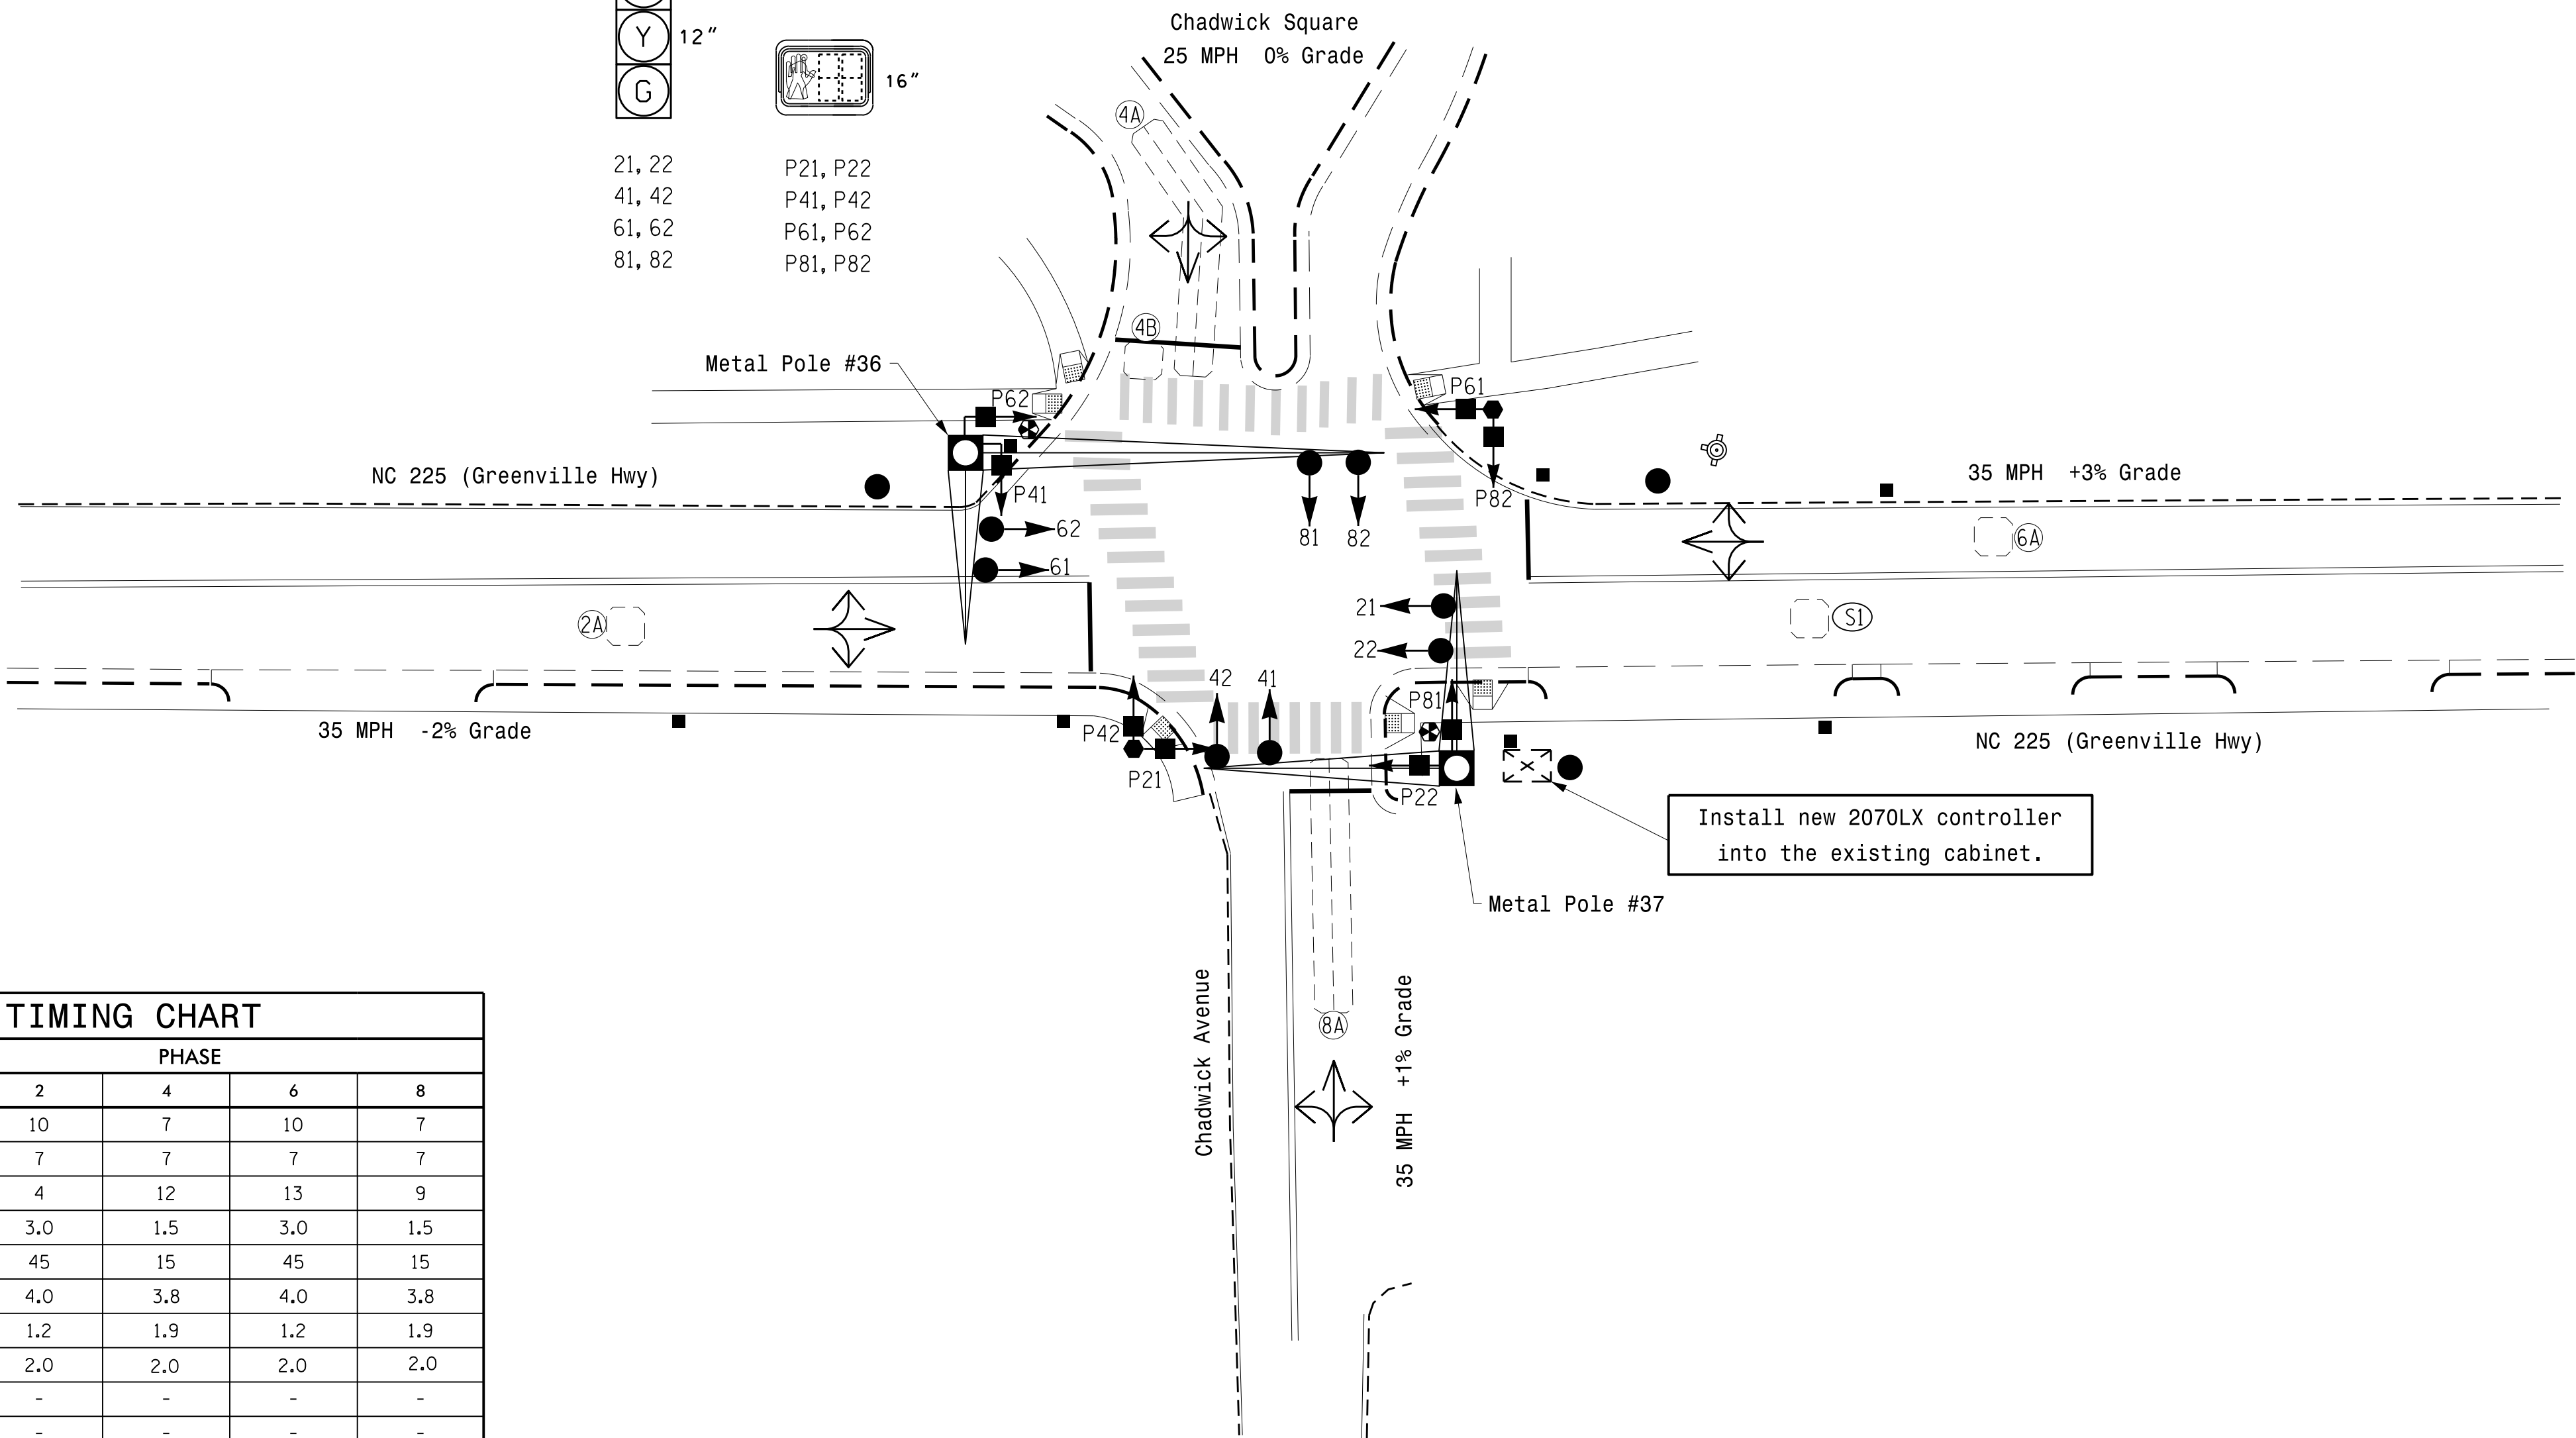 Y 12"
G
16"
21, 22
41, 42
61, 62
81, 82
P21, P22
P41, P42
P61, P62
P81, P82
Chadwick Square
25 MPH 0% Grade
4A
4B
Metal Pole #36
P62
P61
P41
P82
NC 225 (Greenville Hwy)
35 MPH +3% Grade
62
61
81
82
6A
2A
21
22
S1
42
41
P81
P42
P21
P22
35 MPH -2% Grade
NC 225 (Greenville Hwy)
X
Install new 2070LX controller
into the existing cabinet.
Metal Pole #37
8A
Chadwick Avenue
35 MPH +1% Grade
TIMING CHART
PHASE
2 4 6 8
10 7 10 7
7 7 7 7
4 12 13 9
3.0 1.5 3.0 1.5
45 15 45 15
4.0 3.8 4.0 3.8
1.2 1.9 1.2 1.9
2.0 2.0 2.0 2.0
- - - -
- - - -